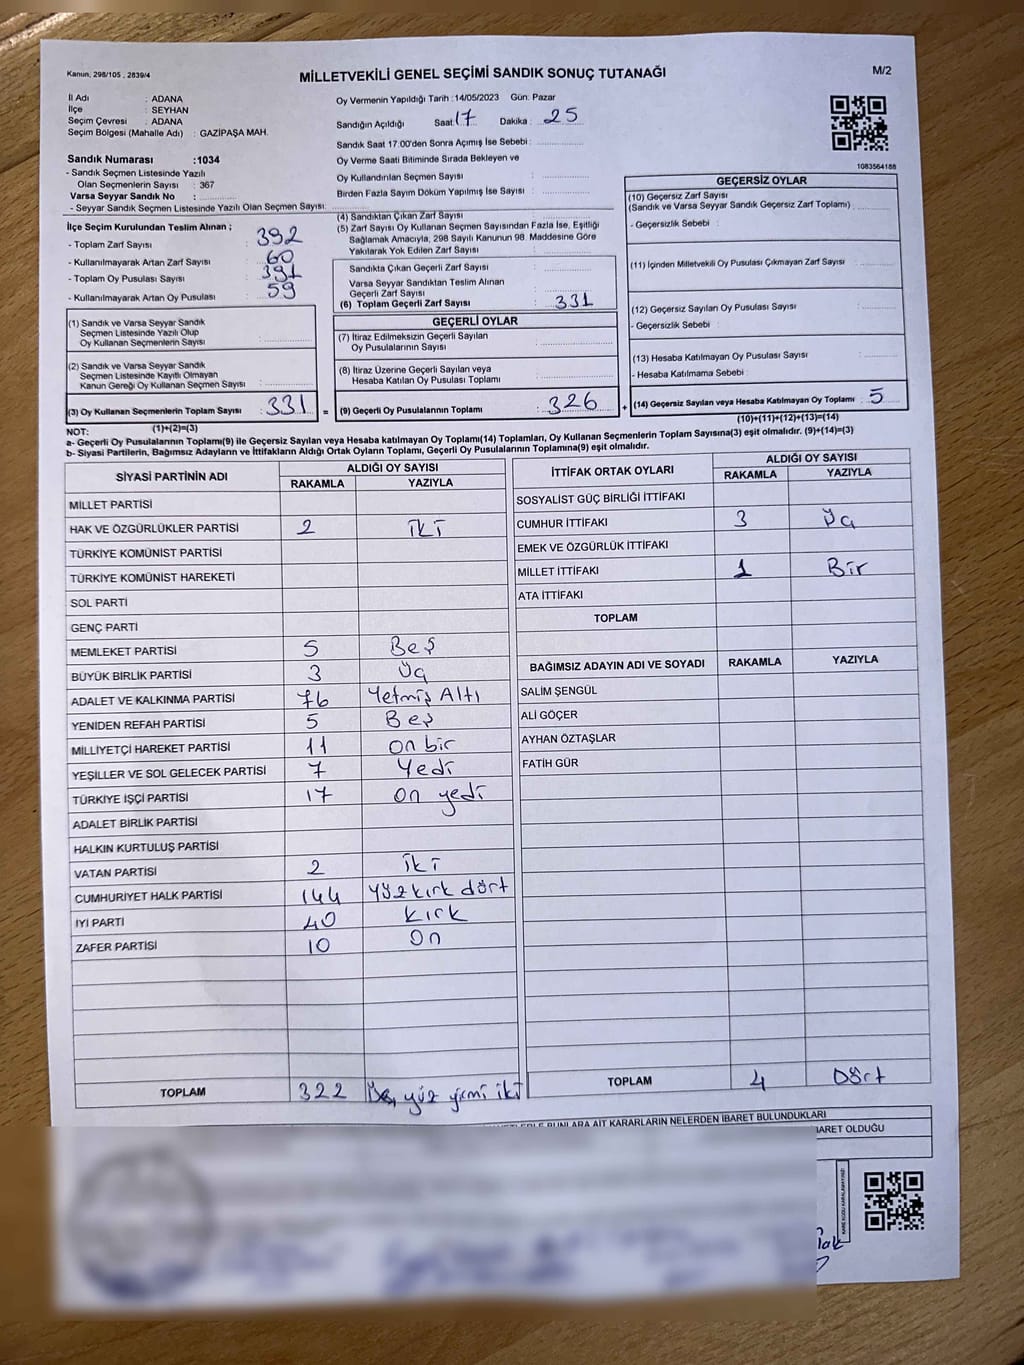 Kanun, 298/105 , 2839/4
MİLLETVEKİLİ GENEL SEÇİMİ SANDIK SONUÇ TUTANAĞI
M/2
İl Adı : ADANA
İlçe : SEYHAN
Seçim Çevresi : ADANA
Seçim Bölgesi (Mahalle Adı) : GAZİPAŞA MAH.
Sandık Numarası :1034
- Sandık Seçmen Listesinde Yazılı
Olan Seçmenlerin Sayısı : 367
Varsa Seyyar Sandık No :
- Seyyar Sandık Seçmen Listesinde Yazılı Olan Seçmen Sayısı:
Oy Vermenin Yapıldığı Tarih :14/05/2023 Gün: Pazar
Sandığın Açıldığı Saat: 17 Dakika: 25
Sandık Saat 17.00'den Sonra Açılmış İse Sebebi :
Oy Verme Saati Bitiminde Sırada Bekleyen ve
Oy Kullandırılan Seçmen Sayısı :
Birden Fazla Sayım Döküm Yapılmış İse Sayısı :
1083564188
İlçe Seçim Kurulundan Teslim Alınan ;
- Toplam Zarf Sayısı : 392
- Kullanılmayarak Artan Zarf Sayısı : 60
- Toplam Oy Pusulası Sayısı : 391
- Kullanılmayarak Artan Oy Pusulası : 59
(1) Sandık ve Varsa Seyyar Sandık
Seçmen Listesinde Yazılı Olup
Oy Kullanan Seçmenlerin Sayısı :
(2) Sandık ve Varsa Seyyar Sandık
Seçmen Listesinde Kayıtlı Olmayan
Kanun Gereği Oy Kullanan Seçmen Sayısı :
(3) Oy Kullanan Seçmenlerin Toplam Sayısı : 331 =
(1)+(2)=(3)
(4) Sandıktan Çıkan Zarf Sayısı :
(5) Zarf Sayısı Oy Kullanan Seçmen Sayısından Fazla İse, Eşitliği
Sağlamak Amacıyla, 298 Sayılı Kanunun 98. Maddesine Göre
Yakılarak Yok Edilen Zarf Sayısı :
Sandıkta Çıkan Geçerli Zarf Sayısı :
Varsa Seyyar Sandıktan Teslim Alınan
Geçerli Zarf Sayısı :
(6) Toplam Geçerli Zarf Sayısı : 331
GEÇERLİ OYLAR
(7) İtiraz Edilmeksizin Geçerli Sayılan
Oy Pusulalarının Sayısı :
(8) İtiraz Üzerine Geçerli Sayılan veya
Hesaba Katılan Oy Pusulası Toplamı :
(9) Geçerli Oy Pusulalarının Toplamı : 326 +
GEÇERSİZ OYLAR
(10) Geçersiz Zarf Sayısı
(Sandık ve Varsa Seyyar Sandık Geçersiz Zarf Toplamı) :
- Geçersizlik Sebebi :
(11) İçinden Milletvekili Oy Pusulası Çıkmayan Zarf Sayısı :
(12) Geçersiz Sayılan Oy Pusulası Sayısı :
- Geçersizlik Sebebi :
(13) Hesaba Katılmayan Oy Pusulası Sayısı :
- Hesaba Katılmama Sebebi :
(14) Geçersiz Sayılan veya Hesaba Katılmayan Oy Toplamı : 5
(10)+(11)+(12)+(13)=(14)
NOT:
a- Geçerli Oy Pusulalarının Toplamı(9) ile Geçersiz Sayılan veya Hesaba katılmayan Oy Toplamı(14) Toplamları, Oy Kullanan Seçmenlerin Toplam Sayısına(3) eşit olmalıdır. (9)+(14)=(3)
b- Siyasi Partilerin, Bağımsız Adayların ve İttifakların Aldığı Ortak Oyların Toplamı, Geçerli Oy Pusulalarının Toplamına(9) eşit olmalıdır.
SİYASİ PARTİNİN ADI
ALDIĞI OY SAYISI
RAKAMLA YAZIYLA
MİLLET PARTİSİ
HAK VE ÖZGÜRLÜKLER PARTİSİ 2 İKİ
TÜRKİYE KOMÜNİST PARTİSİ
TÜRKİYE KOMÜNİST HAREKETİ
SOL PARTİ
GENÇ PARTİ
MEMLEKET PARTİSİ 5 Beş
BÜYÜK BİRLİK PARTİSİ 3 Üç
ADALET VE KALKINMA PARTİSİ 76 Yetmiş Altı
YENİDEN REFAH PARTİSİ 5 Beş
MİLLİYETÇİ HAREKET PARTİSİ 11 on bir
YEŞİLLER VE SOL GELECEK PARTİSİ 7 Yedi
TÜRKİYE İŞÇİ PARTİSİ 17 on yedi
ADALET BİRLİK PARTİSİ
HALKIN KURTULUŞ PARTİSİ
VATAN PARTİSİ 2 İki
CUMHURİYET HALK PARTİSİ 144 Yüz kırk dört
İYİ PARTİ 40 kırk
ZAFER PARTİSİ 10 On
TOPLAM 322 Üç yüz yirmi iki
İTTİFAK ORTAK OYLARI
ALDIĞI OY SAYISI
RAKAMLA YAZIYLA
SOSYALİST GÜÇ BİRLİĞİ İTTİFAKI
CUMHUR İTTİFAKI 3 Üç
EMEK VE ÖZGÜRLÜK İTTİFAKI
MİLLET İTTİFAKI 1 Bir
ATA İTTİFAKI
TOPLAM
BAĞIMSIZ ADAYIN ADI VE SOYADI RAKAMLA YAZIYLA
SALİM ŞENGÜL
ALİ GÖÇER
AYHAN ÖZTAŞLAR
FATİH GÜR
TOPLAM 4 Dört
BUNLARA AİT KARARLARIN NELERDEN İBARET BULUNDUKLARI
İBARET OLDUĞU